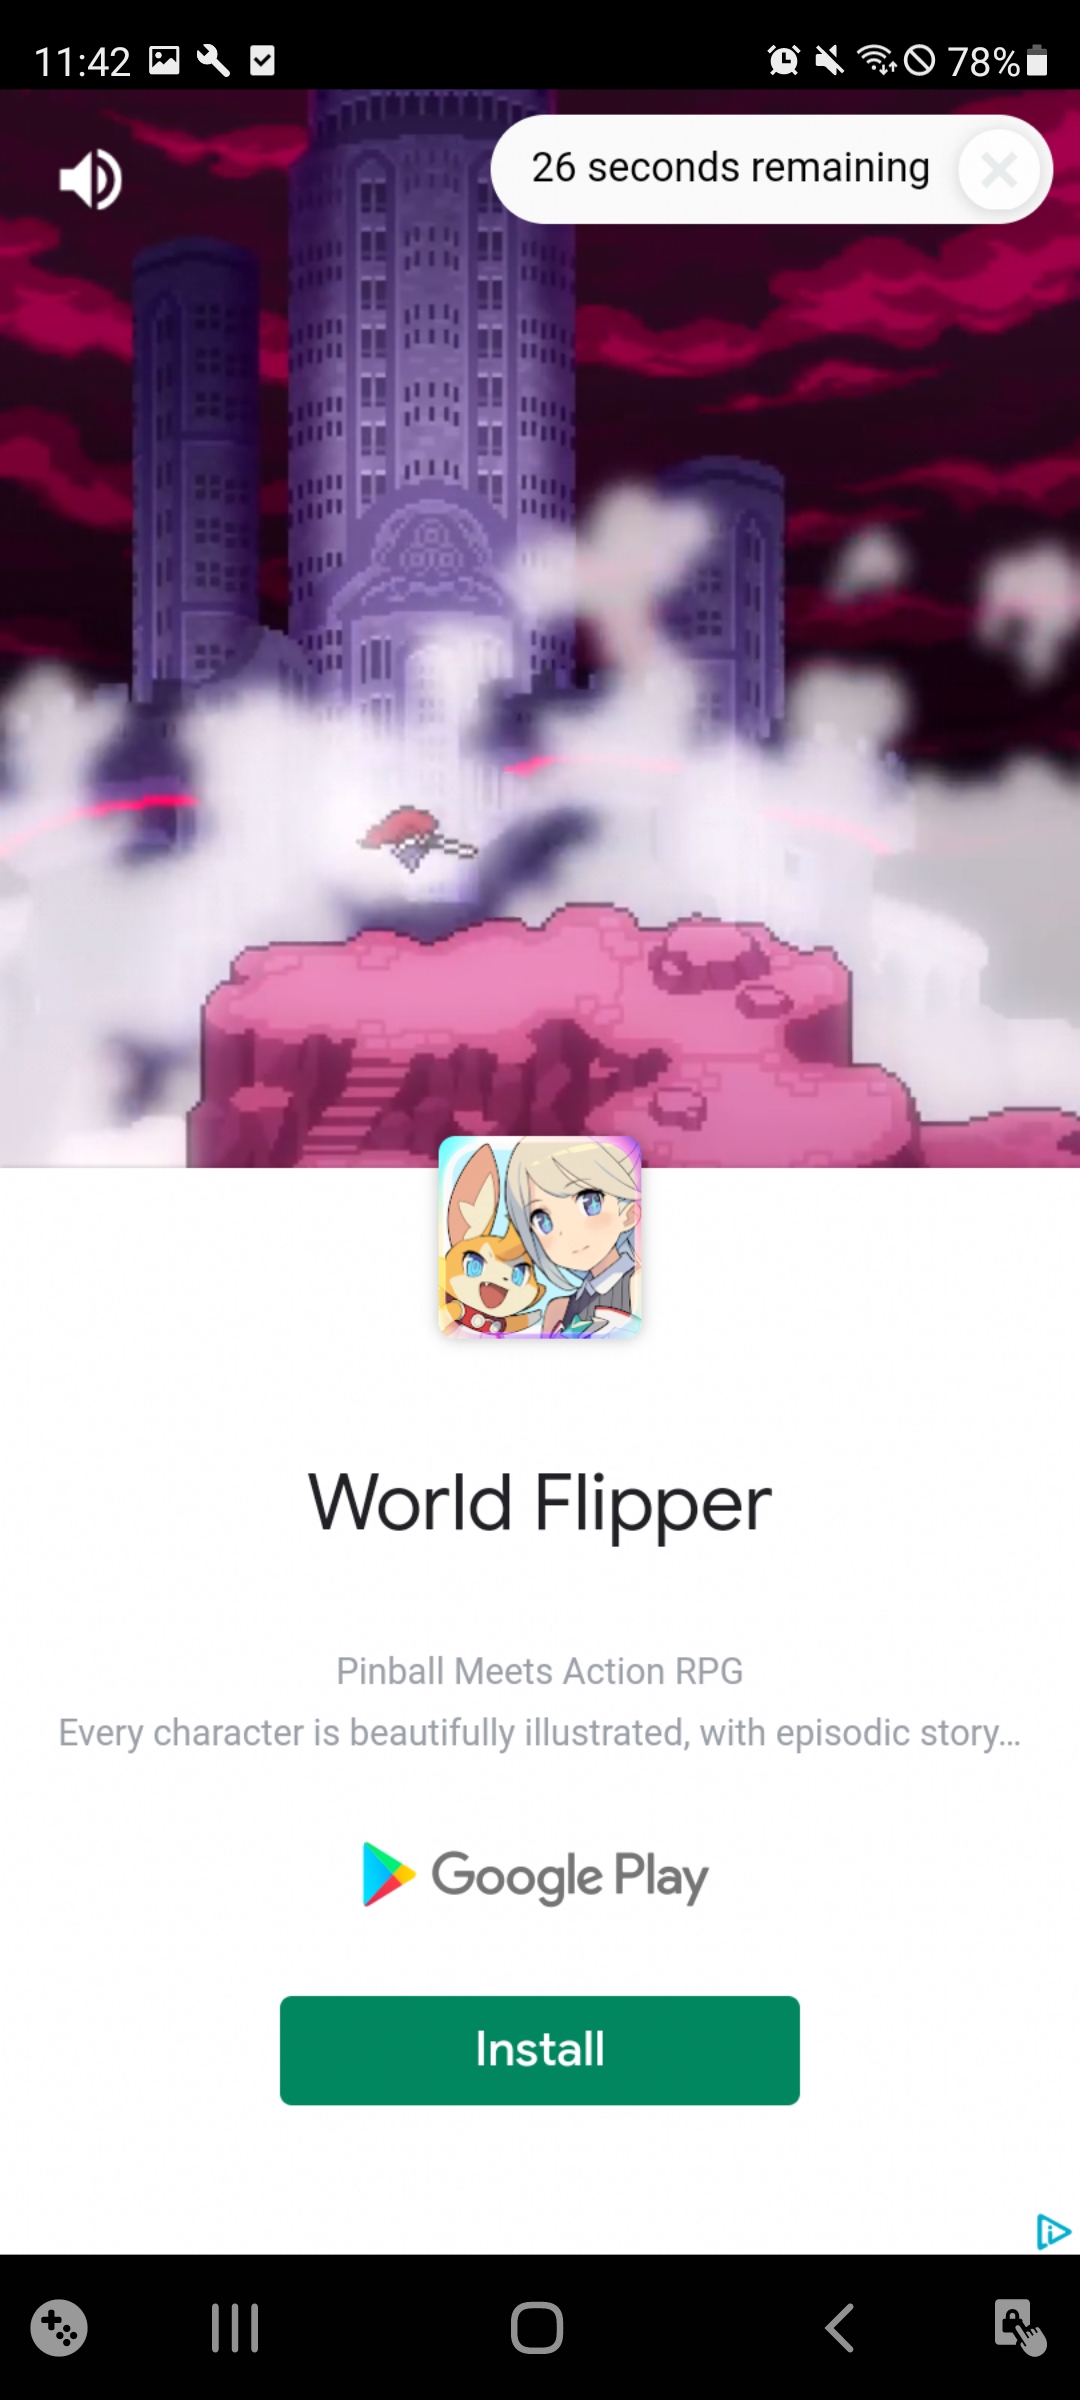 11:42
78%
26 seconds remaining
World Flipper
Pinball Meets Action RPG
Every character is beautifully illustrated, with episodic story...
Google Play
Install